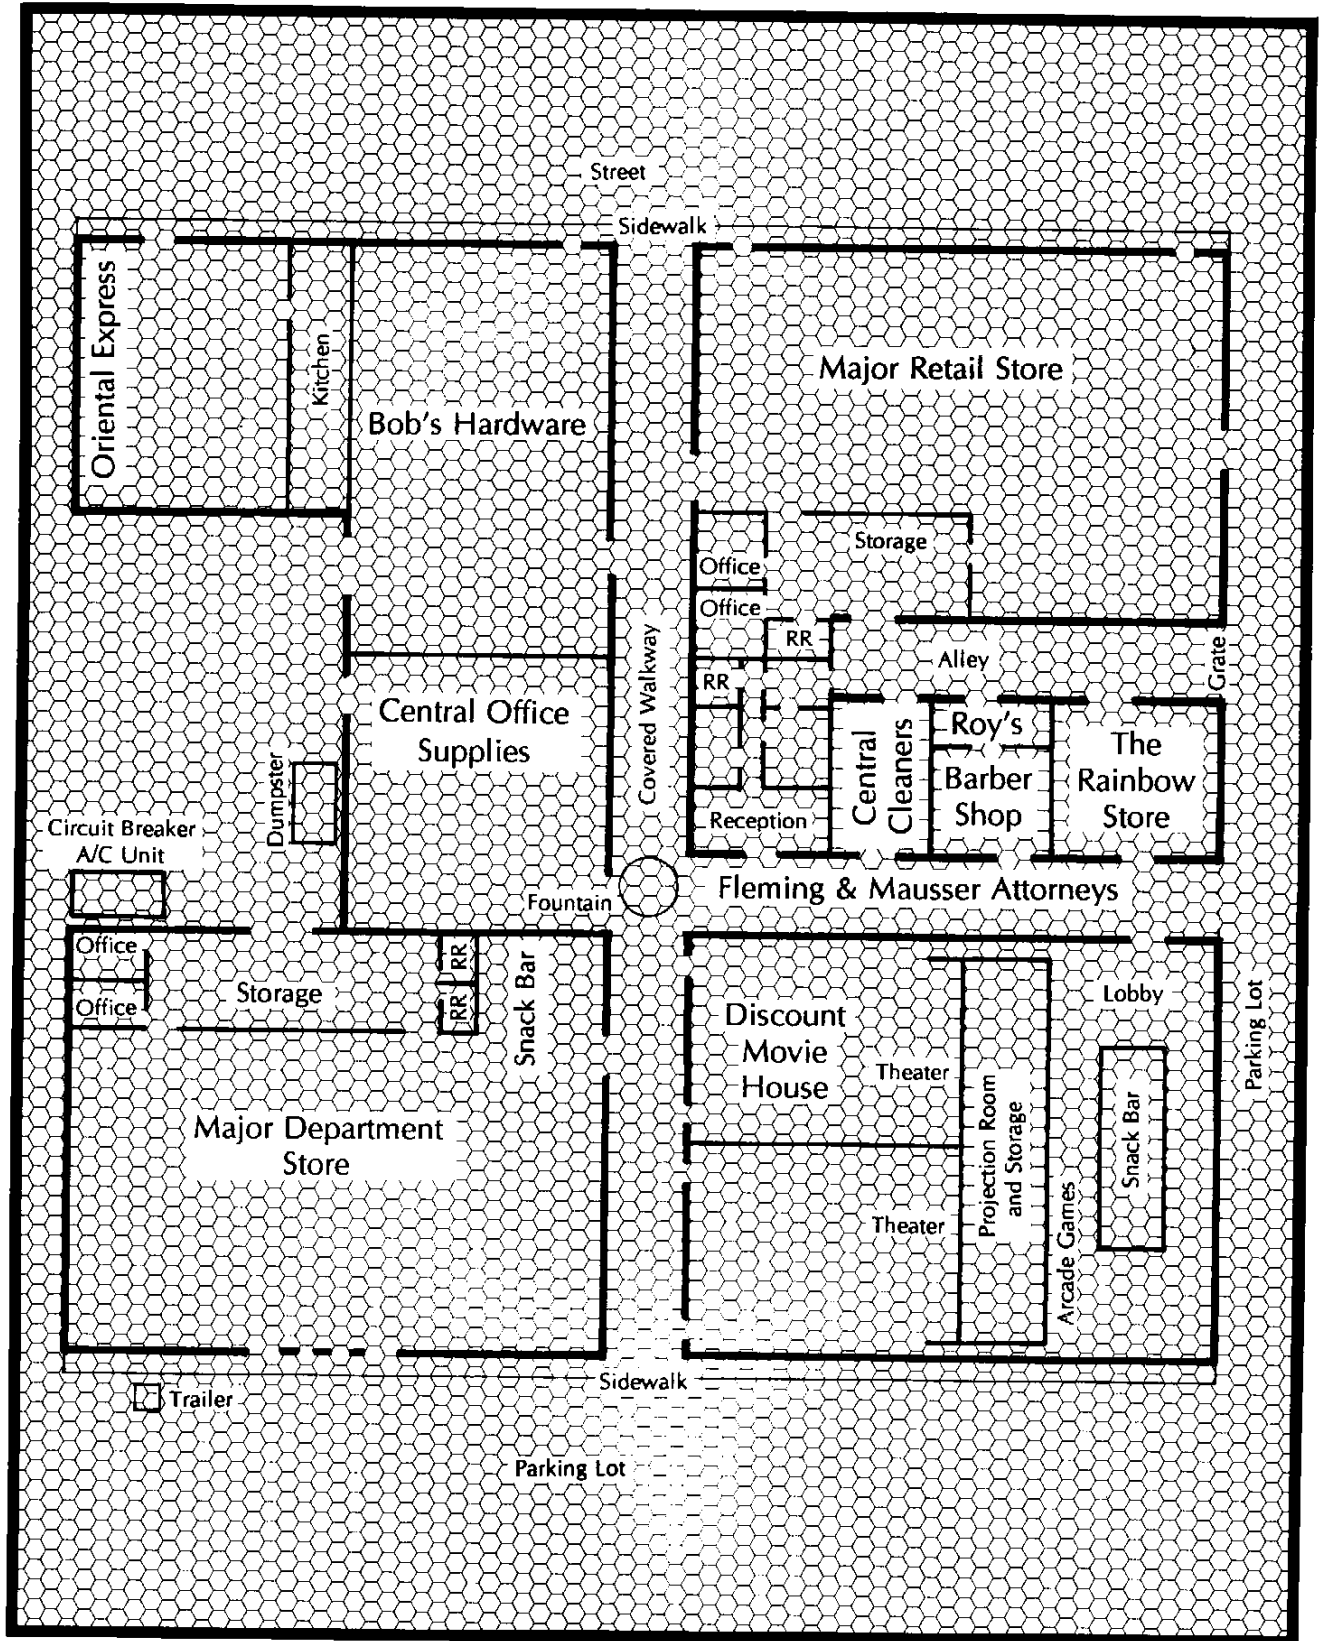 Street
Sidewalk
Oriental Express
Kitchen
Bob's Hardware
Major Retail Store
Storage
Office
Office
RR
Alley
Grate
RR
Covered Walkway
Central Office
Supplies
Dumpster
Circuit Breaker
A/C Unit
Central
Cleaners
Roy's
Barber
Shop
The
Rainbow
Store
Reception
Fountain
Fleming & Mausser Attorneys
Office
Office
Storage
RR
RR
Snack Bar
Major Department
Store
Discount
Movie
House
Theater
Theater
Projection Room
and Storage
Arcade Games
Lobby
Snack Bar
Parking Lot
Sidewalk
Trailer
Parking Lot